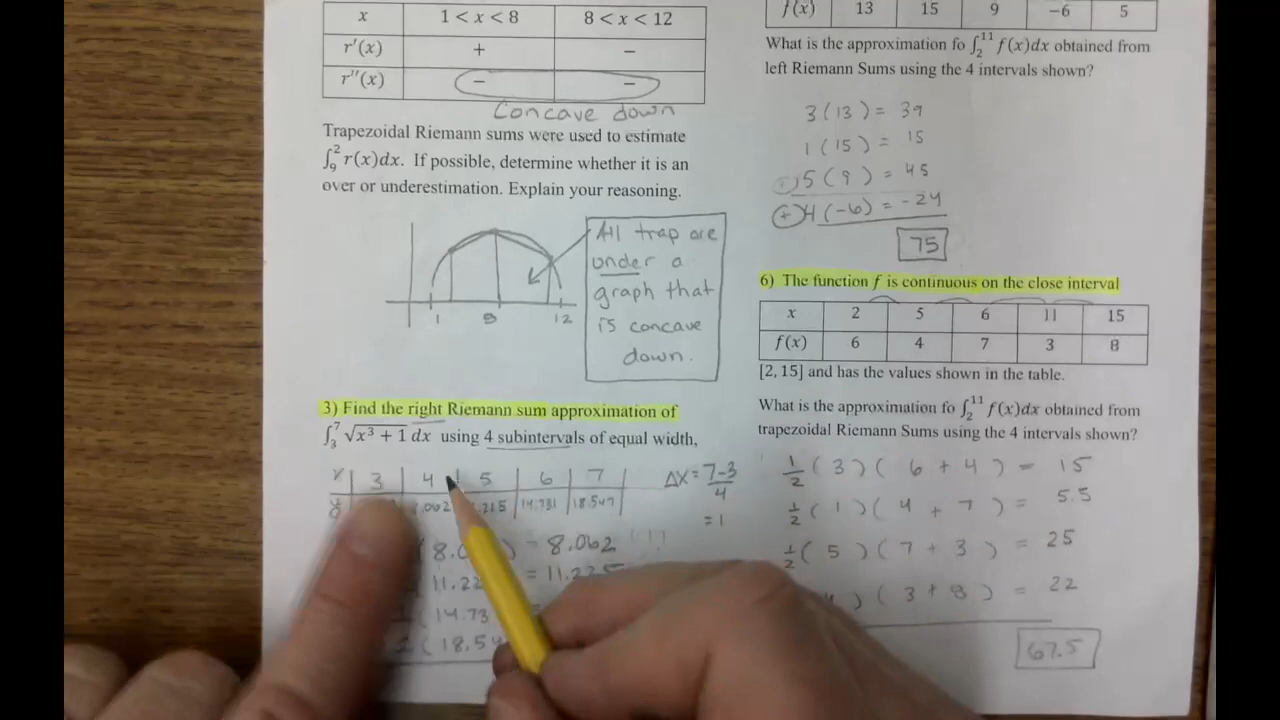 x 1 < x < 8 8 < x < 12
r'(x) + −
r''(x) − −
Concave down
Trapezoidal Riemann sums were used to estimate
∫₉² r(x)dx. If possible, determine whether it is an
over or underestimation. Explain your reasoning.
All trap are
under a
graph that
is concave
down.
1 8 12
3) Find the right Riemann sum approximation of
∫₃⁷ √x³ + 1 dx using 4 subintervals of equal width,
x 3 4 5 6 7
14.731 18.547
Δx = 7-3
4
= 1
= 8.062
= 11.225
(14.73
(18.54
f(x) 13 15 9 −6 5
What is the approximation fo ∫₂¹¹ f(x)dx obtained from
left Riemann Sums using the 4 intervals shown?
3(13) = 39
1(15) = 15
5(9) = 45
(+) 4(-6) = -24
75
6) The function f is continuous on the close interval
x 2 5 6 11 15
f(x) 6 4 7 3 8
[2, 15] and has the values shown in the table.
What is the approximation fo ∫₂¹¹ f(x)dx obtained from
trapezoidal Riemann Sums using the 4 intervals shown?
1/2 (3)(6 + 4) = 15
1/2 (1)(4 + 7) = 5.5
1/2 (5)(7 + 3) = 25
)(3 + 8) = 22
67.5